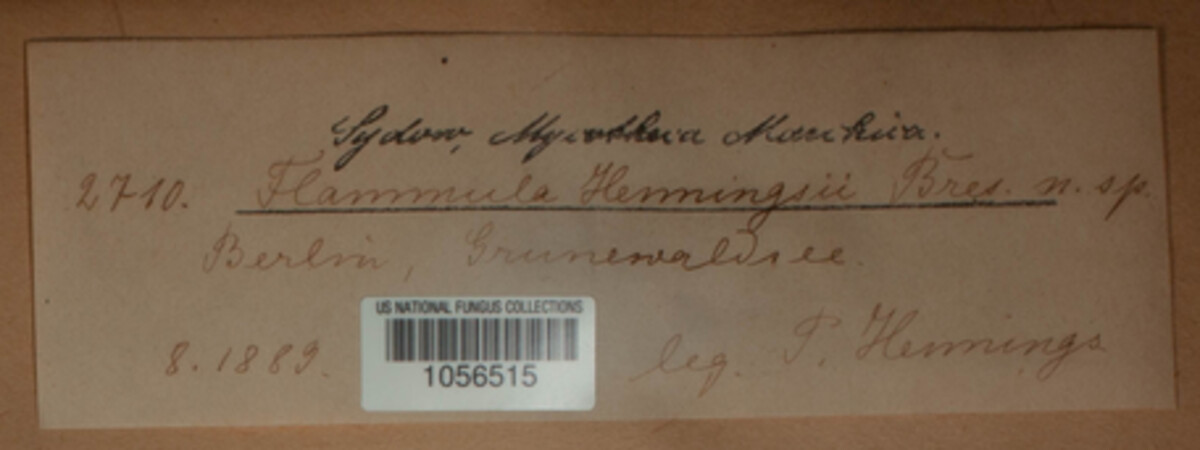 Sydow, Mycotheca Marchica.
2710. Flammula Henningsii Bres. n. sp.
Berlin, Grunewaldsee.
8. 1889.
leg. P. Hennings
US NATIONAL FUNGUS COLLECTIONS
1056515